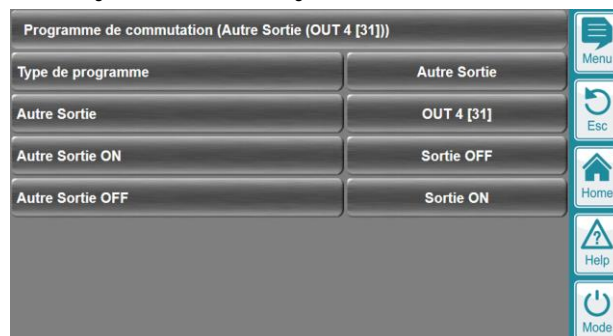 Programme de commutation (Autre Sortie (OUT 4 [31]))
Type de programme Autre Sortie
Autre Sortie OUT 4 [31]
Autre Sortie ON Sortie OFF
Autre Sortie OFF Sortie ON
Menu
Esc
Home
?
Help
Mode